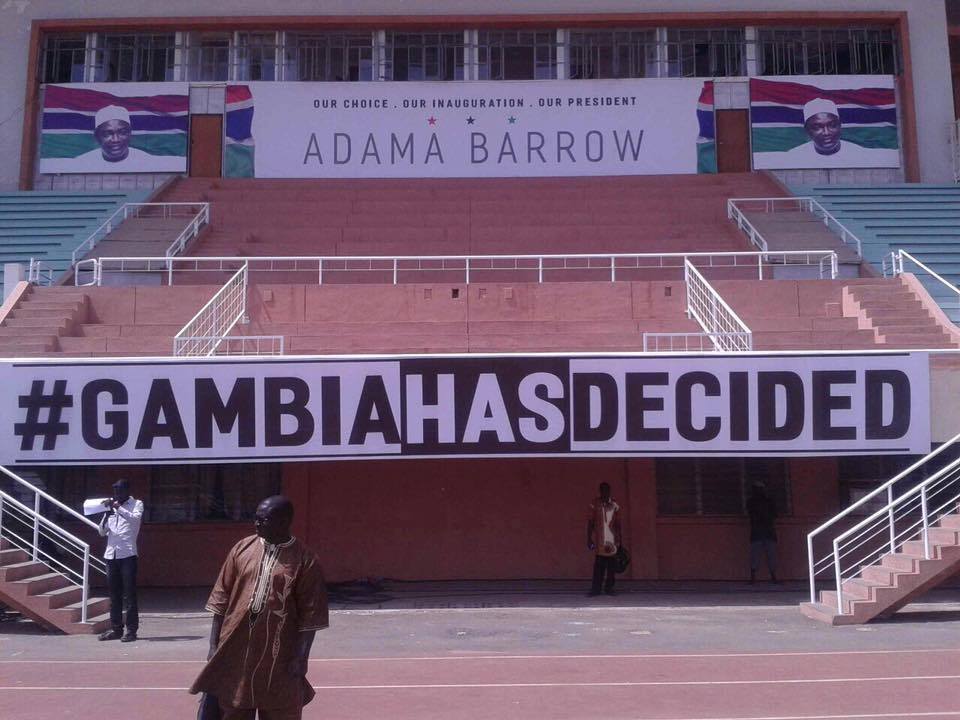 OUR CHOICE . OUR INAUGURATION . OUR PRESIDENT
ADAMA BARROW
#GAMBIAHASDECIDED